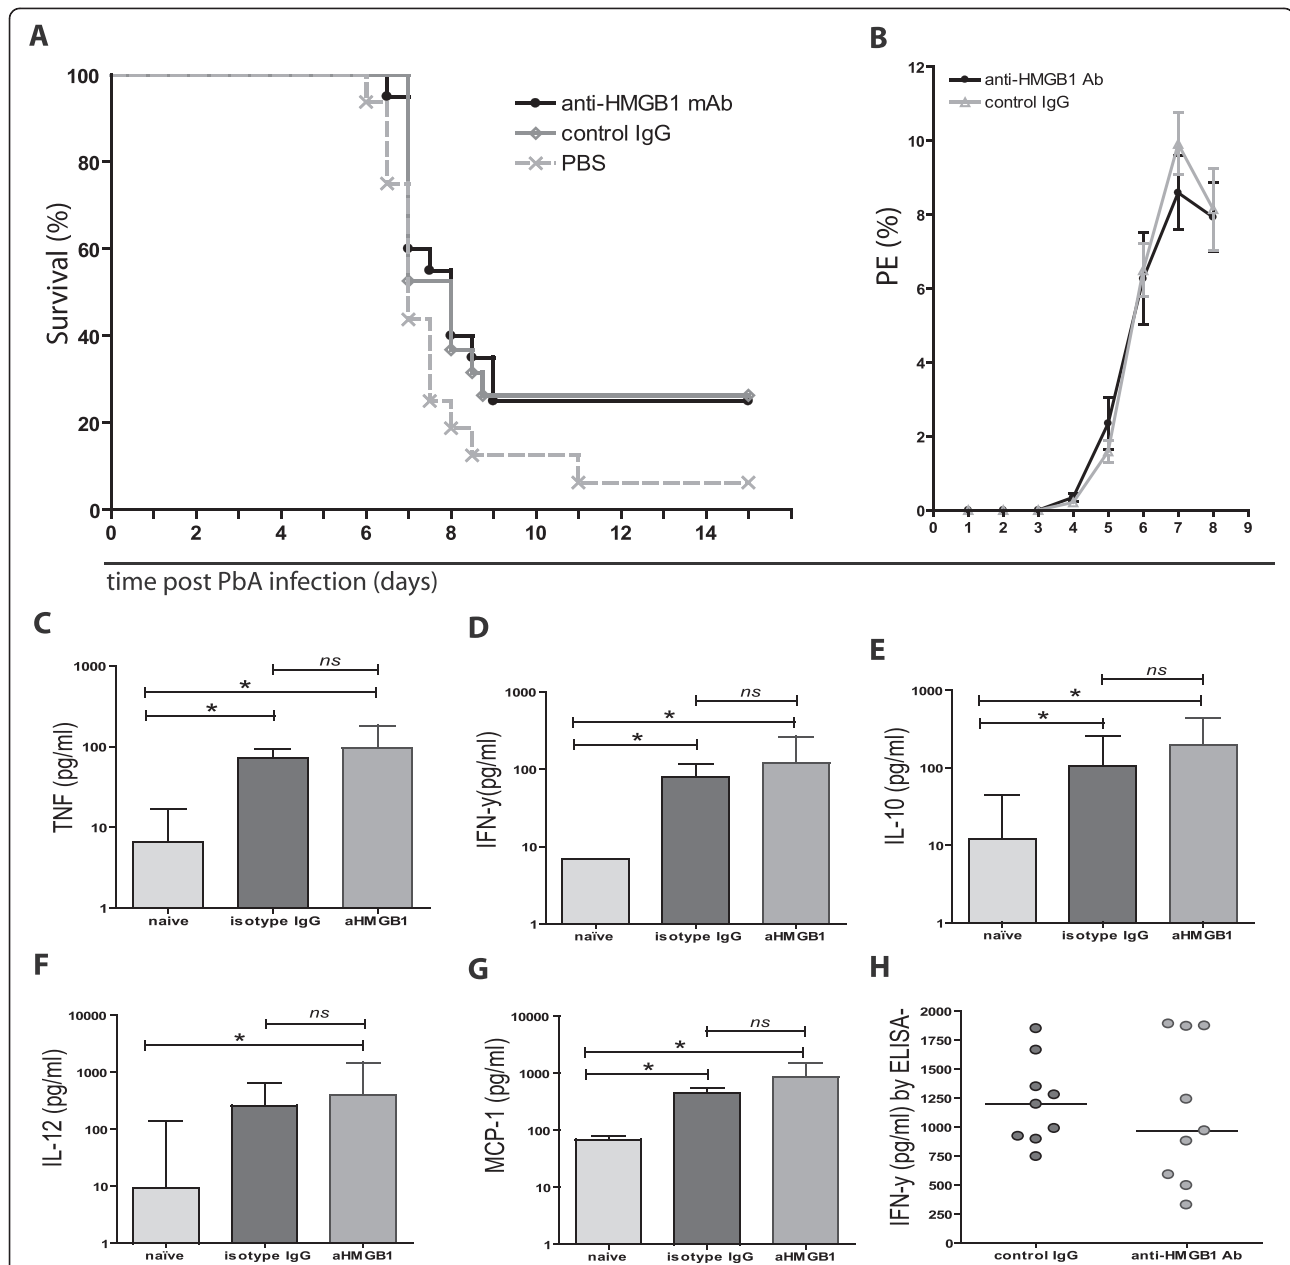 A
Survival (%)
100
80
60
40
20
0
0 2 4 6 8 10 12 14
anti-HMGB1 mAb
control IgG
PBS
B
PE (%)
12
10
8
6
4
2
0
0 1 2 3 4 5 6 7 8 9
anti-HMGB1 Ab
control IgG
time post PbA infection (days)
C
TNF (pg/ml)
1000
100
10
1
ns
*
*
naive isotype IgG aHMGB1
D
IFN-y(pg/ml)
1000
100
10
1
ns
*
*
naïve isotype IgG aHMGB1
E
IL-10 (pg/ml)
1000
100
10
1
ns
*
*
naïve isotype IgG aHMGB1
F
IL-12 (pg/ml)
10000
1000
100
10
1
ns
*
naïve isotype IgG aHMGB1
G
MCP-1 (pg/ml)
10000
1000
100
10
1
ns
*
*
naive isotype IgG aHMGB1
H
IFN-y (pg/ml) by ELISA-
2000
1750
1500
1250
1000
750
500
250
0
control IgG anti-HMGB1 Ab